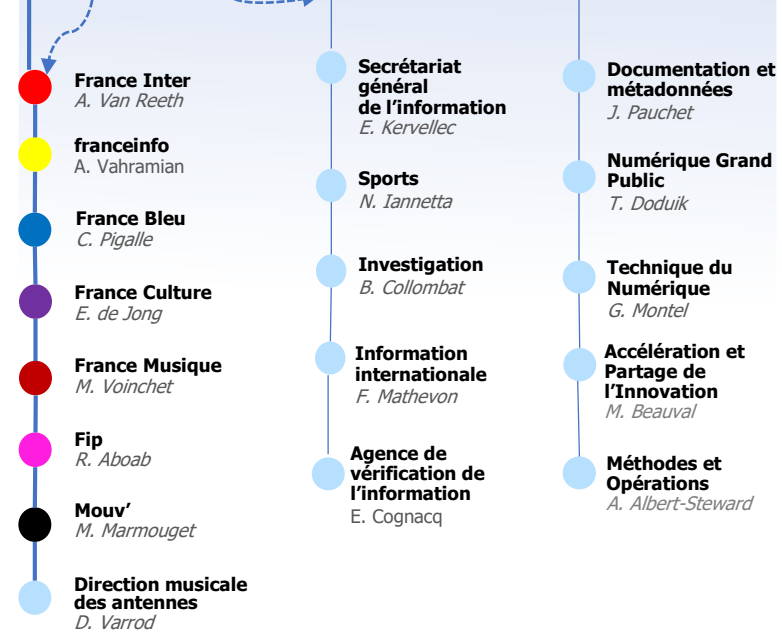 France Inter
A. Van Reeth
franceinfo
A. Vahramian
France Bleu
C. Pigalle
France Culture
E. de Jong
France Musique
M. Voinchet
Fip
R. Aboab
Mouv’
M. Marmouget
Direction musicale
des antennes
D. Varrod
Secrétariat
général
de l’information
E. Kervellec
Sports
N. Iannetta
Investigation
B. Collombat
Information
internationale
F. Mathevon
Agence de
vérification de
l’information
E. Cognacq
Documentation et
métadonnées
J. Pauchet
Numérique Grand
Public
T. Doduik
Technique du
Numérique
G. Montel
Accélération et
Partage de
l’Innovation
M. Beauval
Méthodes et
Opérations
A. Albert-Steward